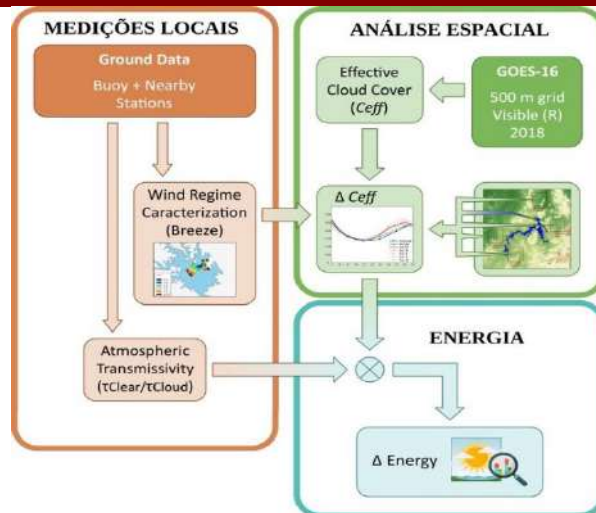 MEDIÇÕES LOCAIS
Ground Data
Buoy + Nearby
Stations
Wind Regime
Caracterization
(Breeze)
Atmospheric
Transmissivity
(τClear/τCloud)
ANÁLISE ESPACIAL
Effective
Cloud Cover
(Ceff)
GOES-16
500 m grid
Visible (R)
2018
Δ Ceff
ENERGIA
Δ Energy